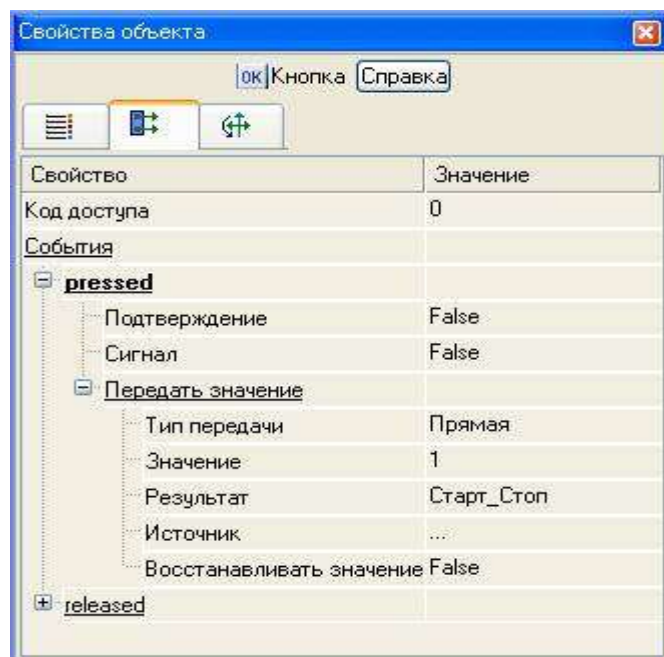 Свойства объекта
ок Кнопка Справка
Свойство Значение
Код доступа 0
События
pressed
Подтверждение False
Сигнал False
Передать значение
Тип передачи Прямая
Значение 1
Результат Старт_Стоп
Источник ...
Восстанавливать значение False
released